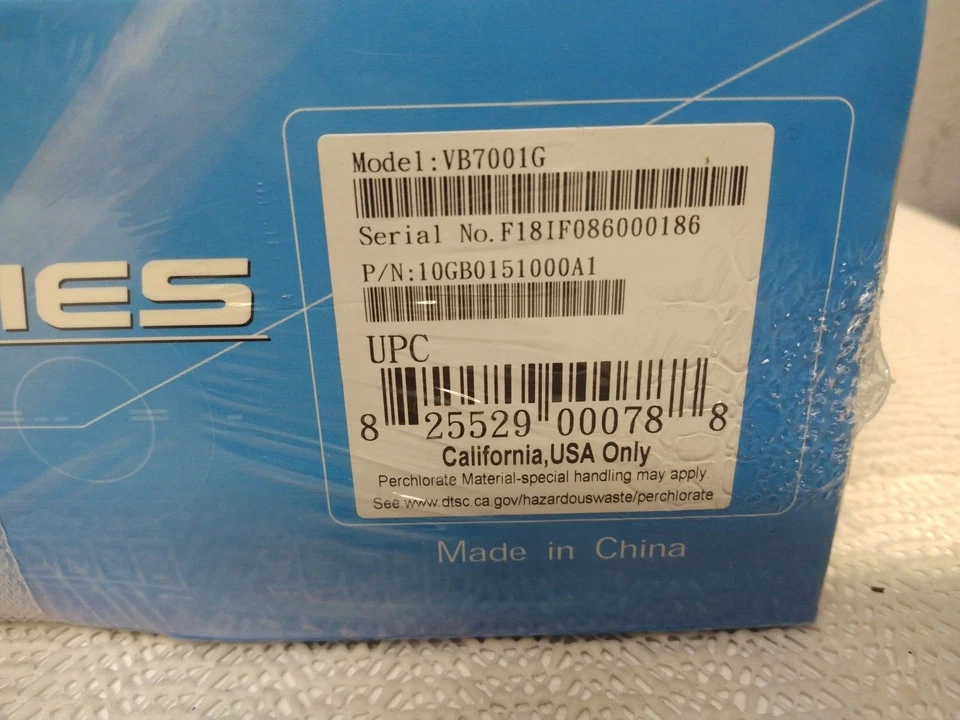 IES
Model:VB7001G
Serial No.F18IF086000186
P/N:10GB0151000A1
UPC
8 25529 00078 8
California,USA Only
Perchlorate Material-special handling may apply.
See www.dtsc.ca.gov/hazardouswaste/perchlorate
Made in China